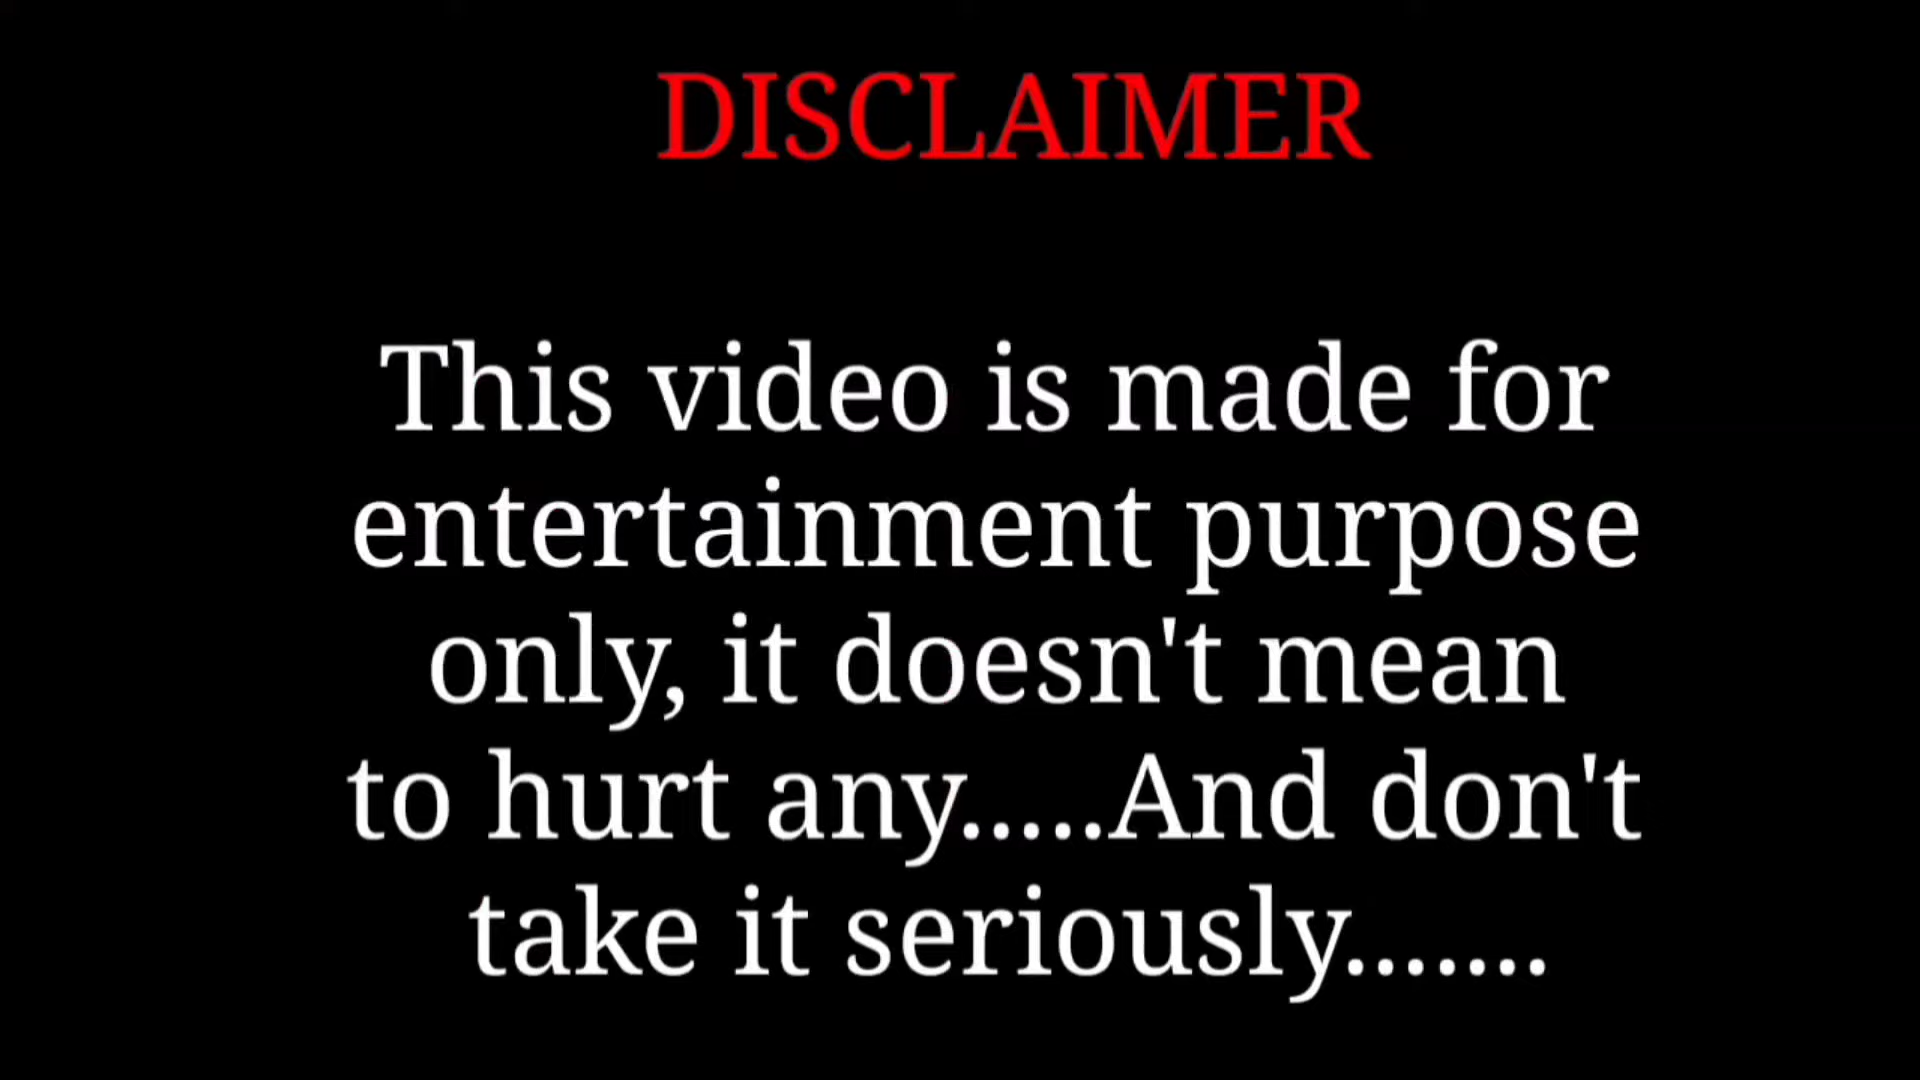 DISCLAIMER
This video is made for
entertainment purpose
only, it doesn't mean
to hurt any.....And don't
take it seriously.......